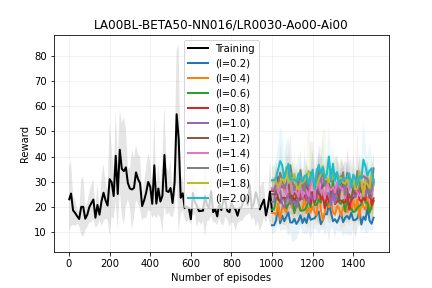 LA00BL-BETA50-NN016/LR0030-Ao00-Ai00
Reward
80
70
60
50
40
30
20
10
Training
(l=0.2)
(l=0.4)
(l=0.6)
(l=0.8)
(l=1.0)
(l=1.2)
(l=1.4)
(l=1.6)
(l=1.8)
(l=2.0)
0 200 400 600 800 1000 1200 1400
Number of episodes